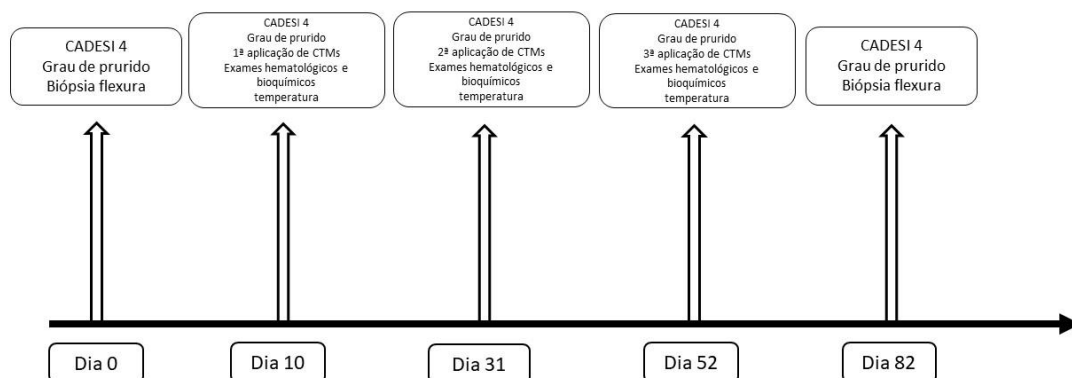 CADESI 4
Grau de prurido
Biópsia flexura
CADESI 4
Grau de prurido
1ª aplicação de CTMs
Exames hematológicos e
bioquímicos
temperatura
CADESI 4
Grau de prurido
2ª aplicação de CTMs
Exames hematológicos e
bioquímicos
temperatura
CADESI 4
Grau de prurido
3ª aplicação de CTMs
Exames hematológicos e
bioquímicos
temperatura
CADESI 4
Grau de prurido
Biópsia flexura
Dia 0
Dia 10
Dia 31
Dia 52
Dia 82